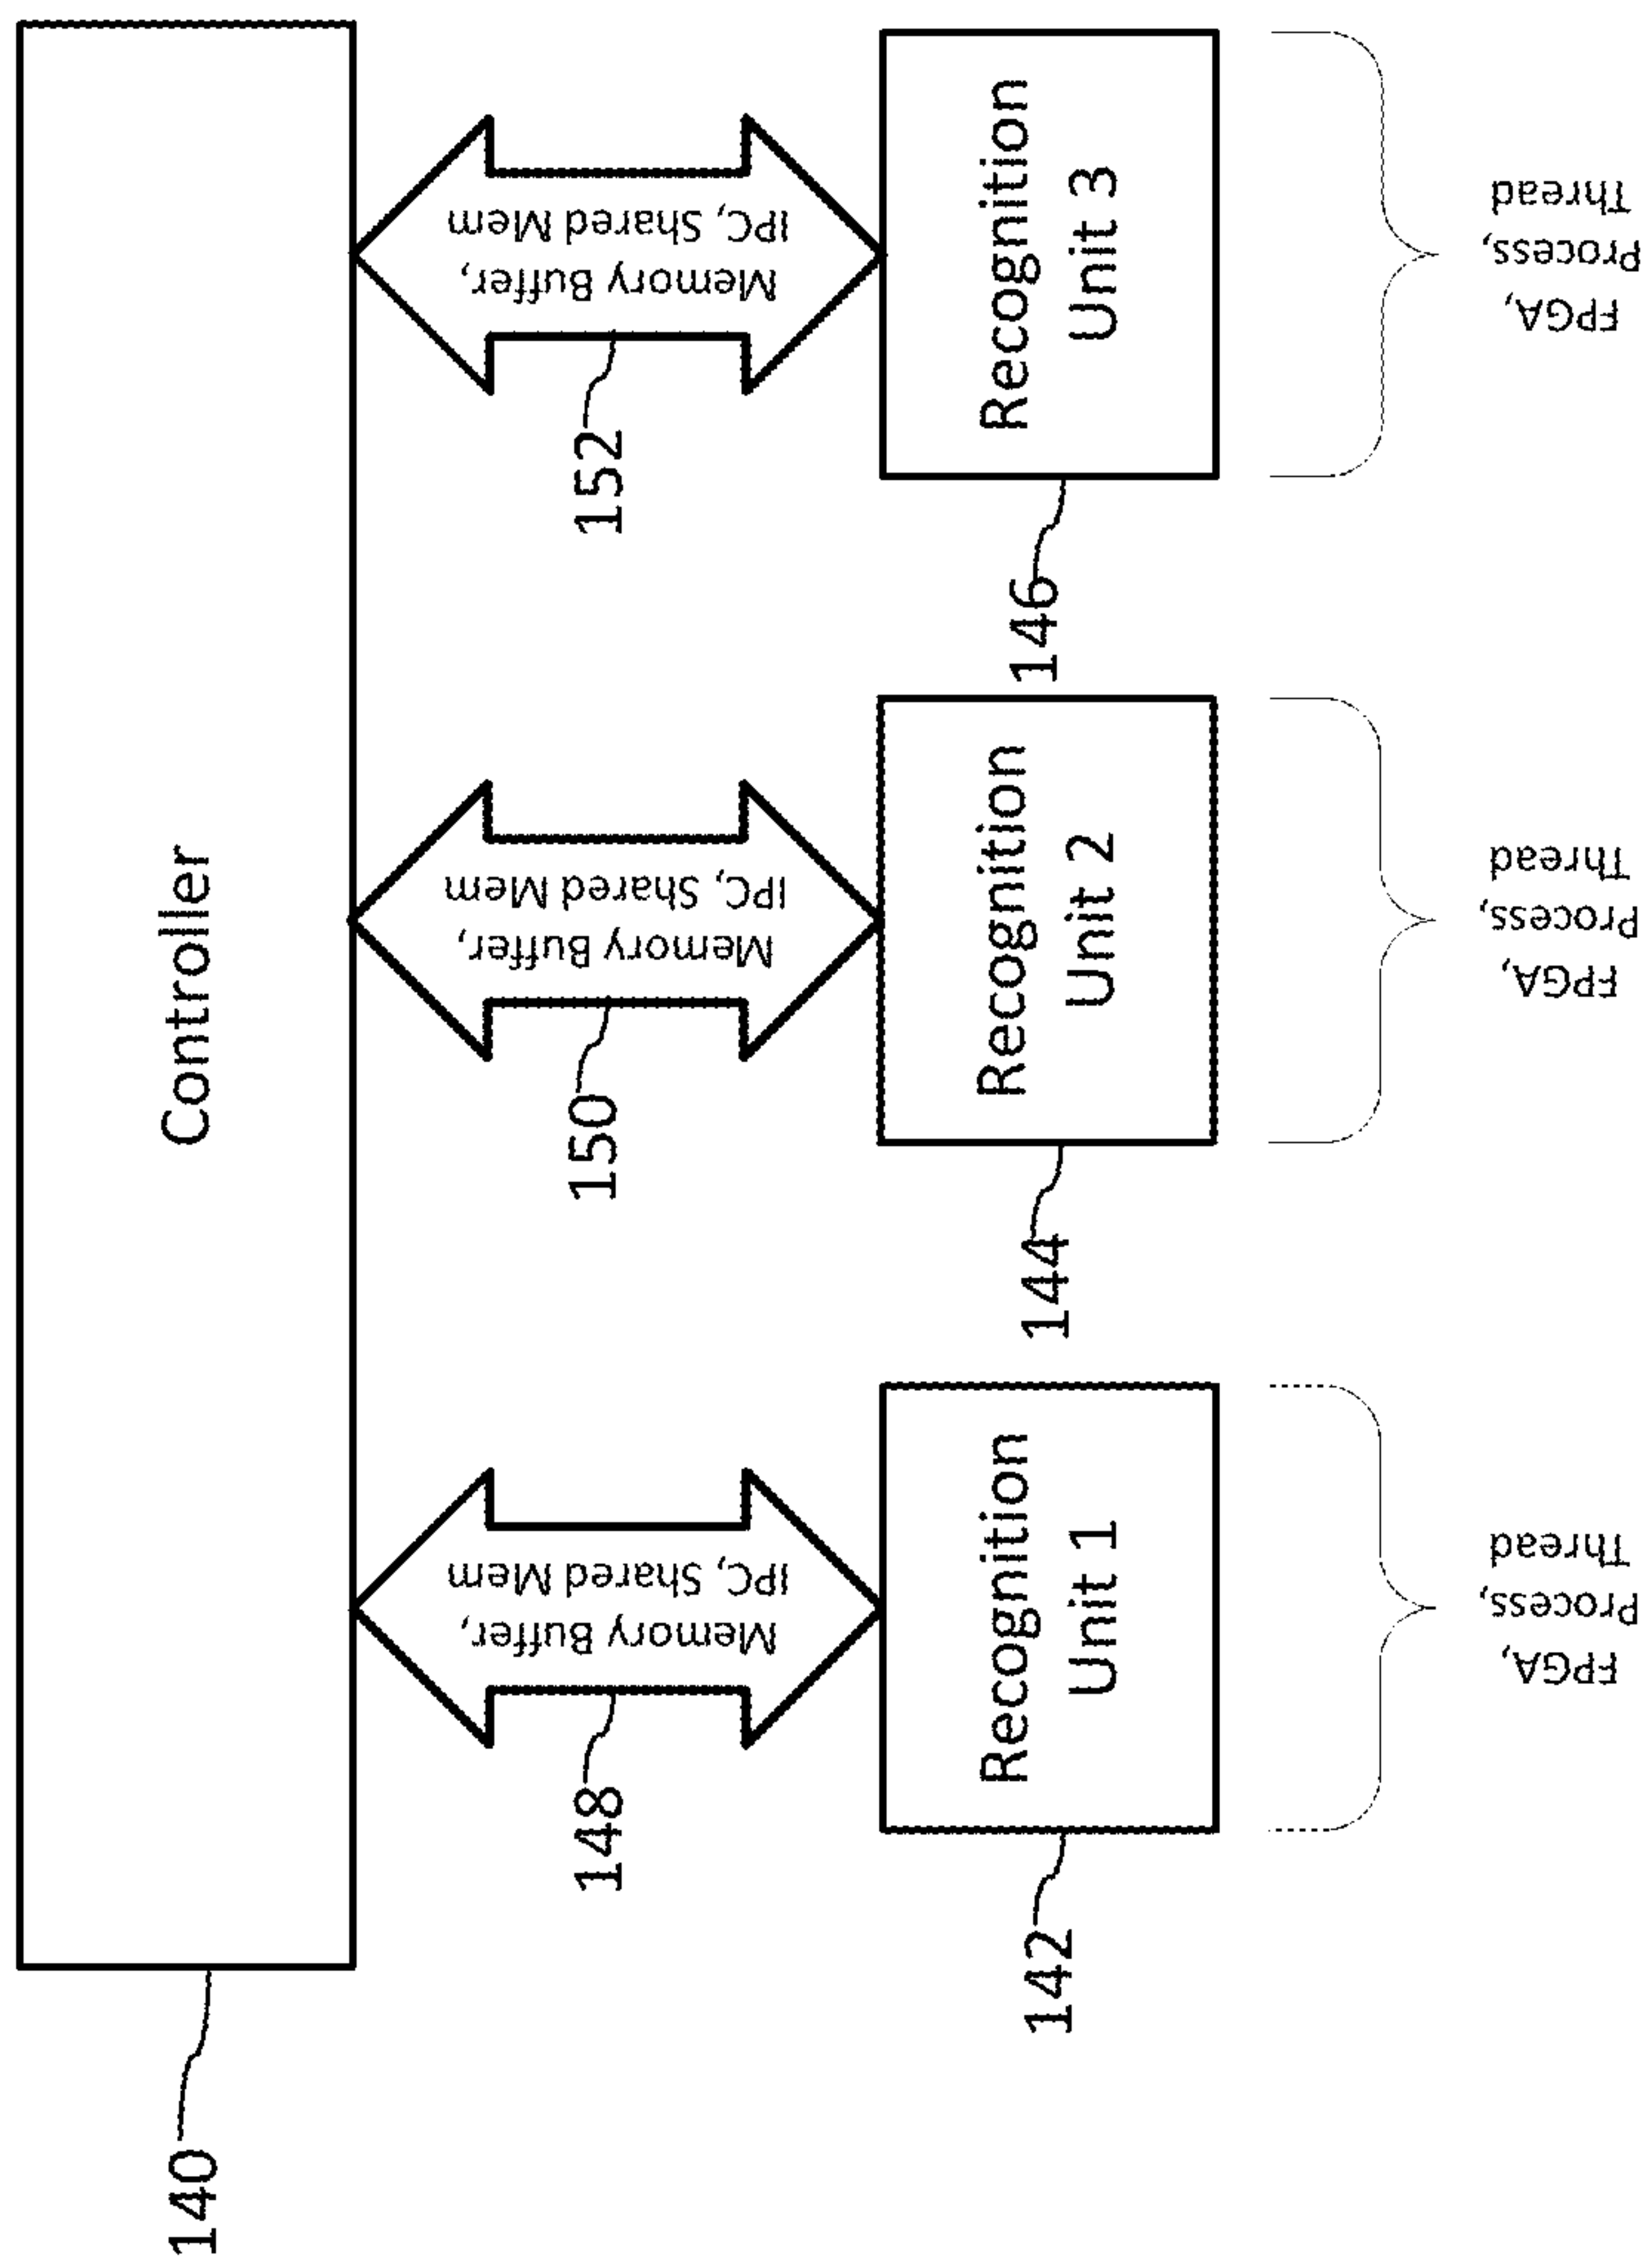 140
Controller
148
Memory Buffer,
IPC, Shared Mem
150
Memory Buffer,
IPC, Shared Mem
152
Memory Buffer,
IPC, Shared Mem
142
Recognition
Unit 1
144
Recognition
Unit 2
146
Recognition
Unit 3
FPGA,
Process,
Thread
FPGA,
Process,
Thread
FPGA,
Process,
Thread